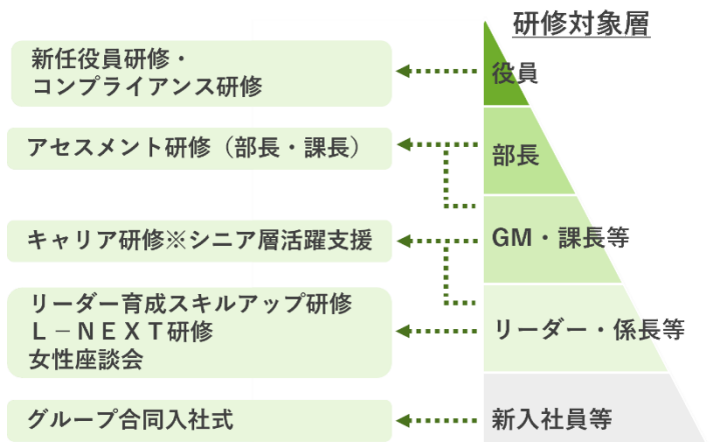 研修対象層
新任役員研修・
コンプライアンス研修
役員
アセスメント研修（部長・課長）
部長
キャリア研修※シニア層活躍支援
GM・課長等
リーダー育成スキルアップ研修
Ｌ－ＮＥＸＴ研修
女性座談会
リーダー・係長等
グループ合同入社式
新入社員等